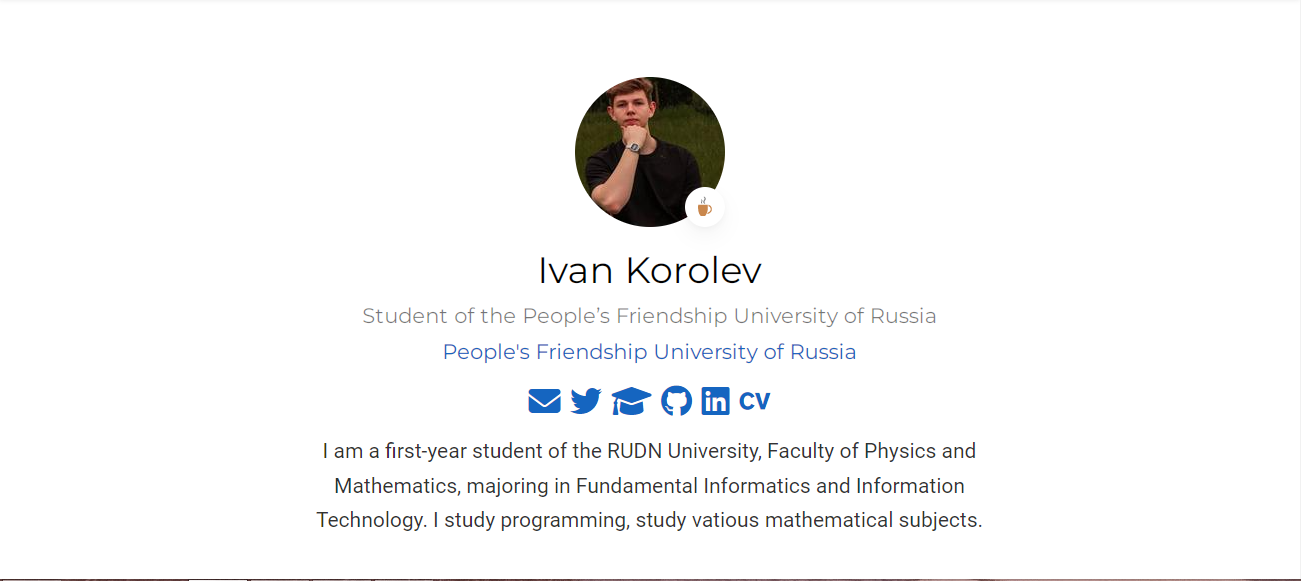 Ivan Korolev
Student of the People’s Friendship University of Russia
People's Friendship University of Russia
CV
I am a first-year student of the RUDN University, Faculty of Physics and
Mathematics, majoring in Fundamental Informatics and Information
Technology. I study programming, study vatious mathematical subjects.